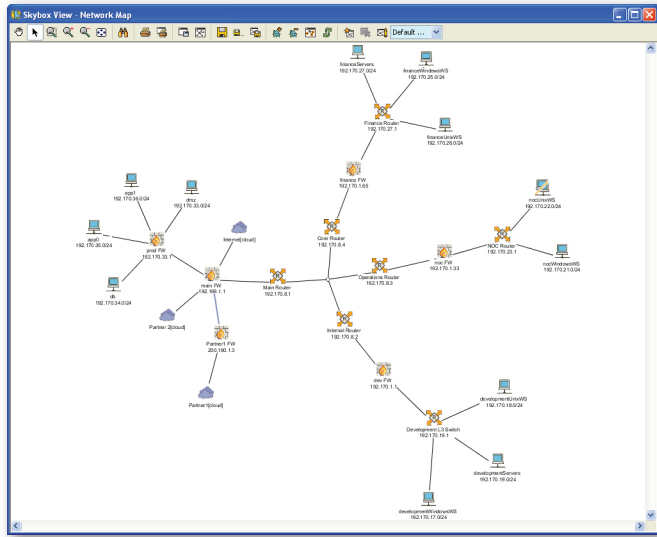 Skybox View - Network Map
Default ...
financeServers
192.170.27.0/24
financeWindowsWS
192.170.25.0/24
Finance Router
192.170.27.1
financeUnixWS
192.170.26.0/24
finance FW
192.170.1.65
app1
192.170.36.0/24
dmz
192.170.33.0/24
nocUnixWS
192.170.22.0/24
app0
192.170.35.0/24
prod FW
192.170.33.1
Internet[cloud]
Core Router
192.170.8.4
NOC Router
192.170.23.1
noc FW
192.170.1.33
nocWindowsWS
192.170.21.0/24
db
192.170.34.0/24
main FW
192.169.1.1
Main Router
192.170.8.1
Operations Router
192.170.8.3
Partner 2[cloud]
Partner1 FW
200.160.1.3
Internal Router
192.170.8.2
dev FW
192.170.1.1
Partner1[cloud]
developmentUnixWS
192.170.18.0/24
Development L3 Switch
192.170.19.1
developmentServers
192.170.19.0/24
developmentWindowsWS
192.170.17.0/24